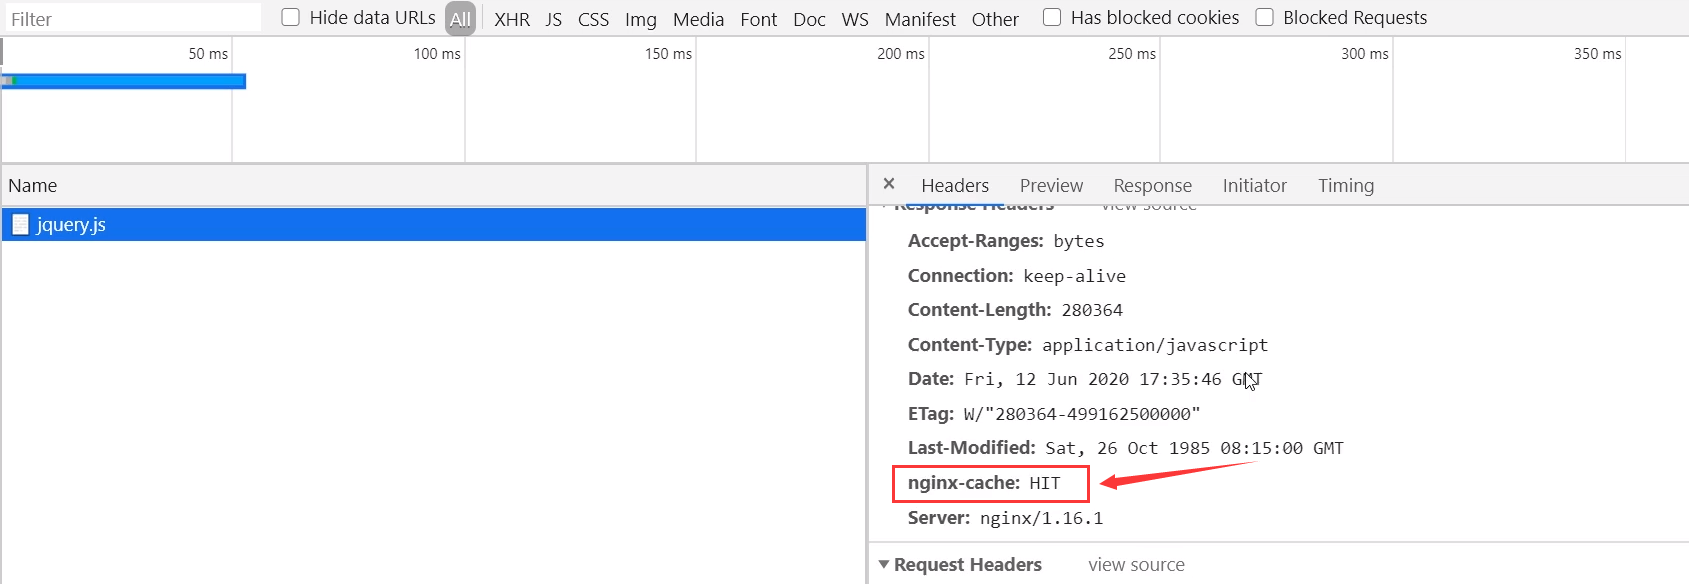 Filter Hide data URLs All XHR JS CSS Img Media Font Doc WS Manifest Other Has blocked cookies Blocked Requests
50 ms 100 ms 150 ms 200 ms 250 ms 300 ms 350 ms
Name
jquery.js
× Headers Preview Response Initiator Timing
Response Headers view source
Accept-Ranges: bytes
Connection: keep-alive
Content-Length: 280364
Content-Type: application/javascript
Date: Fri, 12 Jun 2020 17:35:46 GMT
ETag: W/"280364-499162500000"
Last-Modified: Sat, 26 Oct 1985 08:15:00 GMT
nginx-cache: HIT
Server: nginx/1.16.1
Request Headers view source